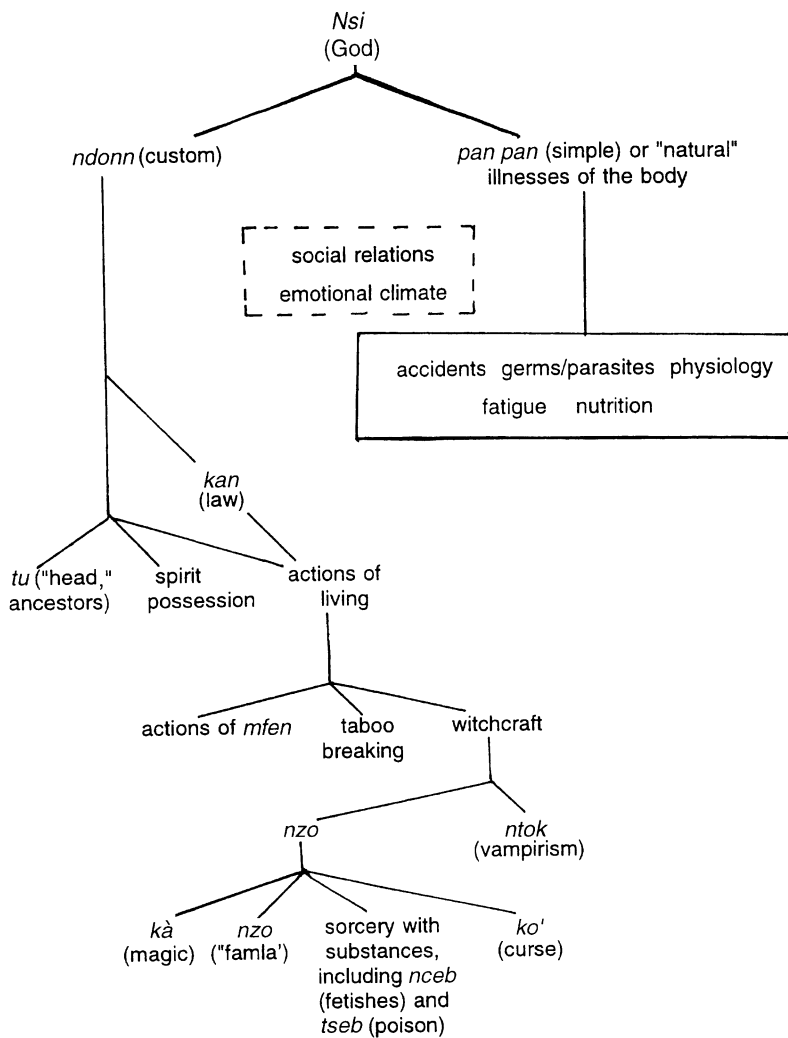 Nsi
(God)
ndonn (custom)
pan pan (simple) or "natural"
illnesses of the body
social relations
emotional climate
accidents germs/parasites physiology
fatigue nutrition
kan
(law)
tu ("head,"
ancestors)
spirit
possession
actions of
living
actions of mfen
taboo
breaking
witchcraft
nzo
ntok
(vampirism)
kà
(magic)
nzo
("famla')
sorcery with
substances,
including nceb
(fetishes) and
tseb (poison)
ko'
(curse)